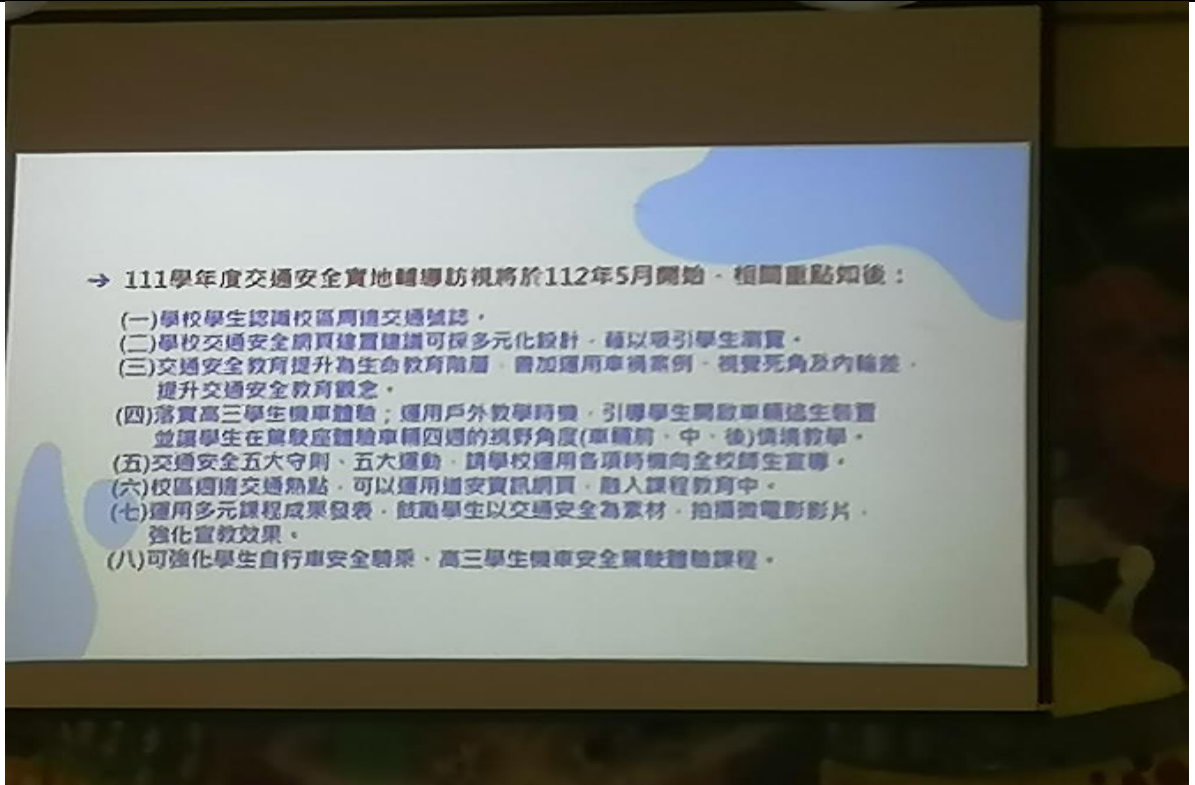 → 111學年度交通安全實地輔導訪視將於112年5月開始，相關重點如後：
(一)學校學生認識校區周邊交通號誌。
(二)學校交通安全網頁建置建議可採多元化設計，藉以吸引學生瀏覽。
(三)交通安全教育提升為生命教育階層，曾加運用車禍案例、視覺死角及內輪差，
提升交通安全教育觀念。
(四)落實高三學生機車體驗；運用戶外教學時機，引導學生開啟車輛逃生裝置
並讓學生在駕駛座體驗車輛四週的視野角度(車輛前、中、後)情境教學。
(五)交通安全五大守則、五大運動，請學校運用各項時機向全校師生宣導。
(六)校區週邊交通熱點，可以運用道安資訊網頁，融入課程教育中。
(七)運用多元課程成果發表，鼓勵學生以交通安全為素材，拍攝微電影影片，
強化宣教效果。
(八)可強化學生自行車安全騎乘、高三學生機車安全駕駛體驗課程。